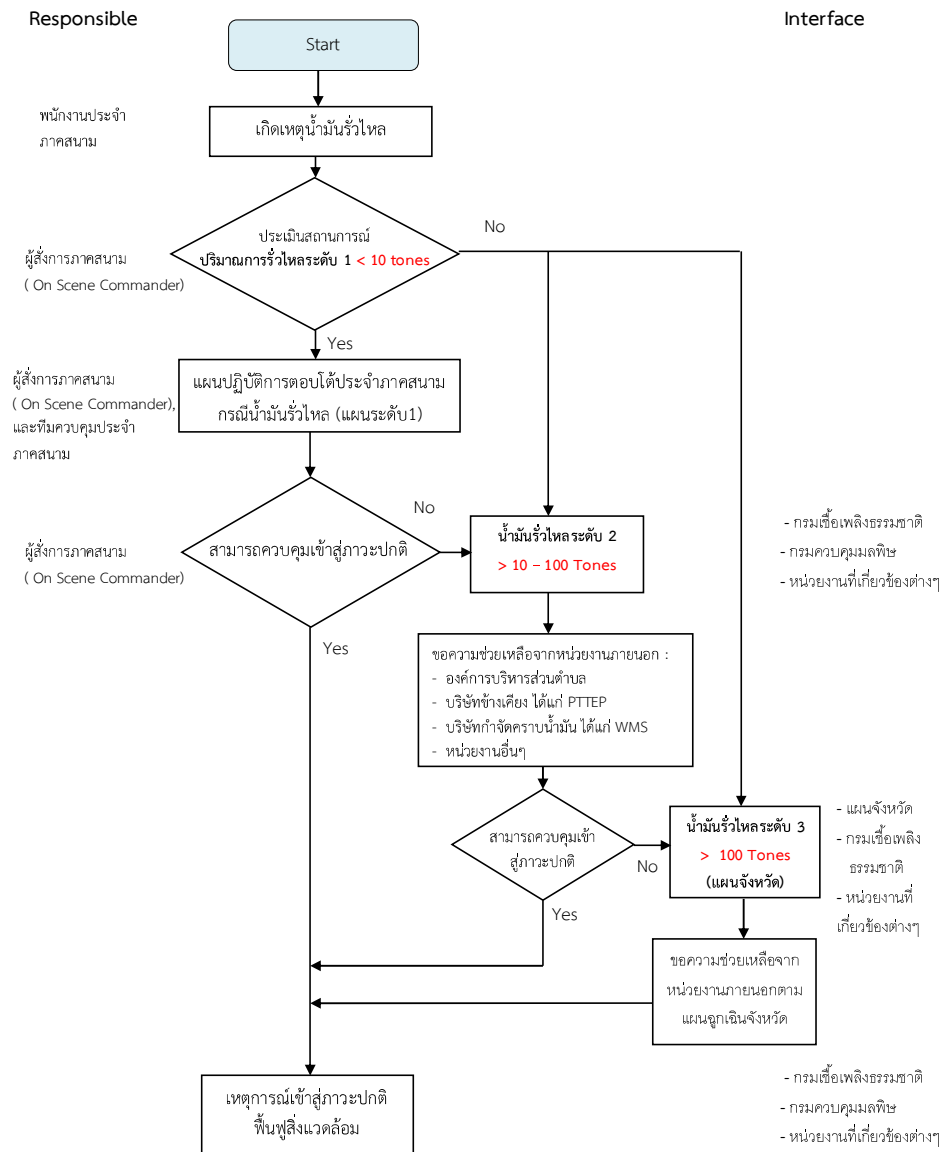 Responsible
Interface
Start
พนักงานประจำ
ภาคสนาม
เกิดเหตุน้ำมันรั่วไหล
No
ประเมินสถานการณ์
ปริมาณการรั่วไหลระดับ 1 < 10 tones
ผู้สั่งการภาคสนาม
( On Scene Commander)
Yes
ผู้สั่งการภาคสนาม
( On Scene Commander),
และทีมควบคุมประจำ
ภาคสนาม
แผนปฏิบัติการตอบโต้ประจำภาคสนาม
กรณีน้ำมันรั่วไหล (แผนระดับ1)
No
ผู้สั่งการภาคสนาม
( On Scene Commander)
สามารถควบคุมเข้าสู่ภาวะปกติ
น้ำมันรั่วไหลระดับ 2
> 10 – 100 Tones
- กรมเชื้อเพลิงธรรมชาติ
- กรมควบคุมมลพิษ
- หน่วยงานที่เกี่ยวข้องต่างๆ
Yes
ขอความช่วยเหลือจากหน่วยงานภายนอก :
- องค์การบริหารส่วนตำบล
- บริษัทข้างเคียง ได้แก่ PTTEP
- บริษัทกำจัดคราบน้ำมัน ได้แก่ WMS
- หน่วยงานอื่นๆ
สามารถควบคุมเข้า
สู่ภาวะปกติ
No
Yes
น้ำมันรั่วไหลระดับ 3
> 100 Tones
(แผนจังหวัด)
- แผนจังหวัด
- กรมเชื้อเพลิง
ธรรมชาติ
- หน่วยงานที่
เกี่ยวข้องต่างๆ
ขอความช่วยเหลือจาก
หน่วยงานภายนอกตาม
แผนฉุกเฉินจังหวัด
เหตุการณ์เข้าสู่ภาวะปกติ
ฟื้นฟูสิ่งแวดล้อม
- กรมเชื้อเพลิงธรรมชาติ
- กรมควบคุมมลพิษ
- หน่วยงานที่เกี่ยวข้องต่างๆ